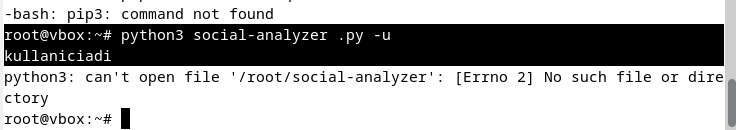 -bash: pip3: command not found
root@vbox:~# python3 social-analyzer .py -u
kullaniciadi
python3: can't open file '/root/social-analyzer': [Errno 2] No such file or dire
ctory
root@vbox:~#